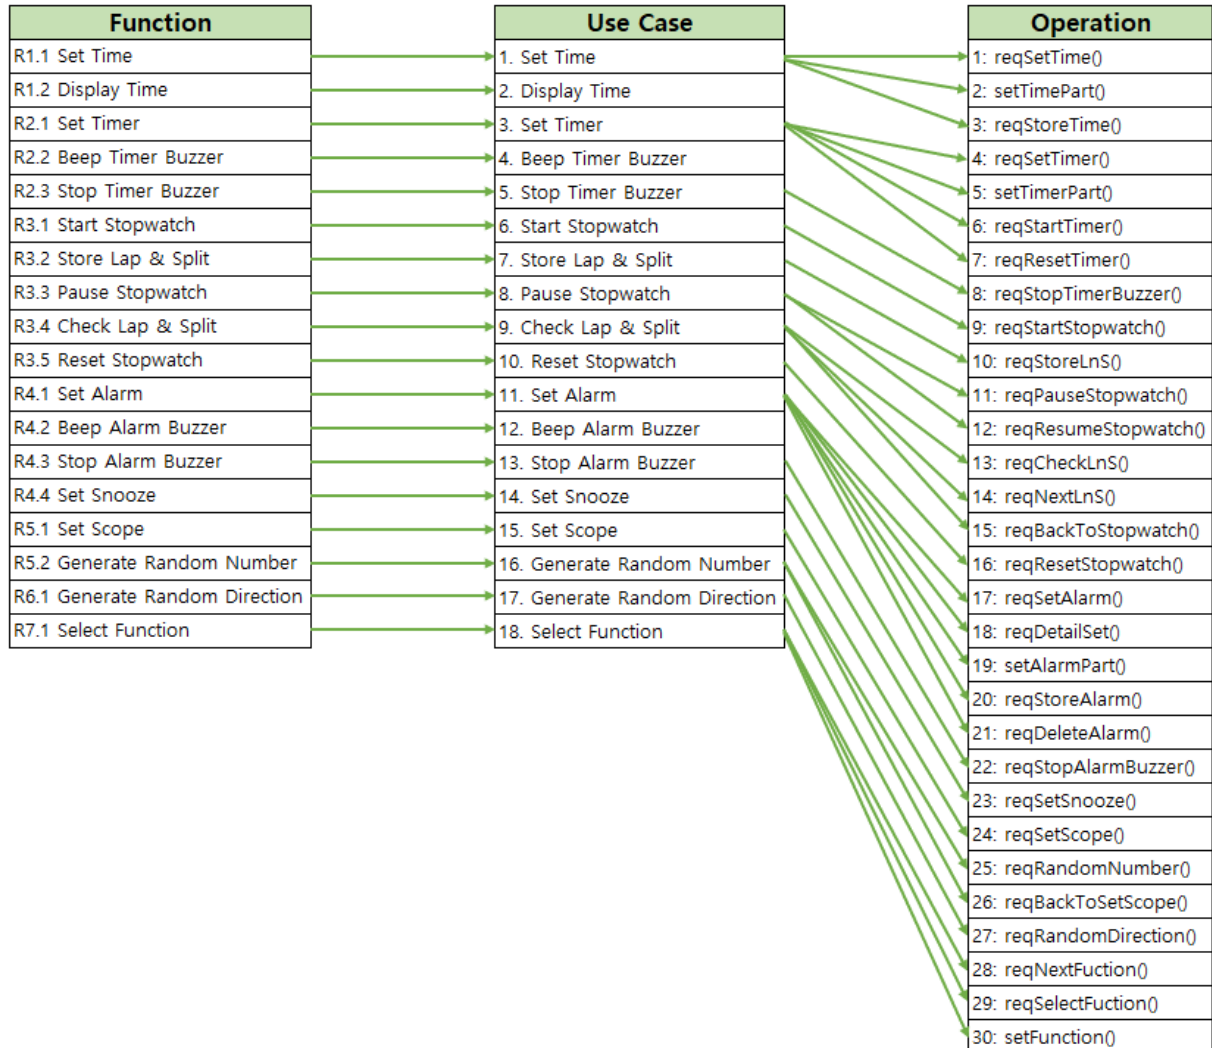 Function
R1.1 Set Time
R1.2 Display Time
R2.1 Set Timer
R2.2 Beep Timer Buzzer
R2.3 Stop Timer Buzzer
R3.1 Start Stopwatch
R3.2 Store Lap & Split
R3.3 Pause Stopwatch
R3.4 Check Lap & Split
R3.5 Reset Stopwatch
R4.1 Set Alarm
R4.2 Beep Alarm Buzzer
R4.3 Stop Alarm Buzzer
R4.4 Set Snooze
R5.1 Set Scope
R5.2 Generate Random Number
R6.1 Generate Random Direction
R7.1 Select Function
Use Case
1. Set Time
2. Display Time
3. Set Timer
4. Beep Timer Buzzer
5. Stop Timer Buzzer
6. Start Stopwatch
7. Store Lap & Split
8. Pause Stopwatch
9. Check Lap & Split
10. Reset Stopwatch
11. Set Alarm
12. Beep Alarm Buzzer
13. Stop Alarm Buzzer
14. Set Snooze
15. Set Scope
16. Generate Random Number
17. Generate Random Direction
18. Select Function
Operation
1: reqSetTime()
2: setTimePart()
3: reqStoreTime()
4: reqSetTimer()
5: setTimerPart()
6: reqStartTimer()
7: reqResetTimer()
8: reqStopTimerBuzzer()
9: reqStartStopwatch()
10: reqStoreLnS()
11: reqPauseStopwatch()
12: reqResumeStopwatch()
13: reqCheckLnS()
14: reqNextLnS()
15: reqBackToStopwatch()
16: reqResetStopwatch()
17: reqSetAlarm()
18: reqDetailSet()
19: setAlarmPart()
20: reqStoreAlarm()
21: reqDeleteAlarm()
22: reqStopAlarmBuzzer()
23: reqSetSnooze()
24: reqSetScope()
25: reqRandomNumber()
26: reqBackToSetScope()
27: reqRandomDirection()
28: reqNextFuction()
29: reqSelectFuction()
30: setFunction()